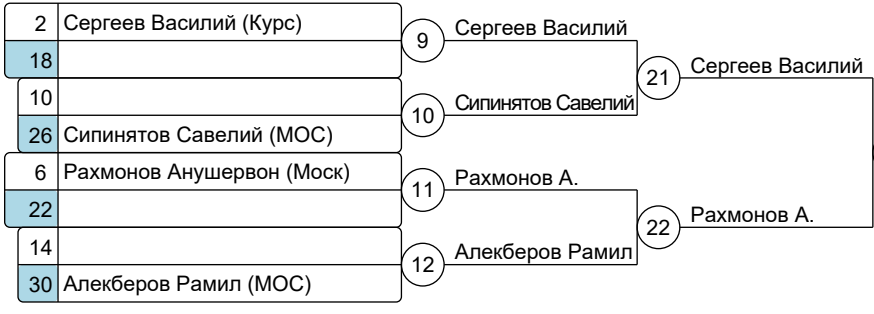 2 Сергеев Василий (Курс)
18
9 Сергеев Василий
10
26 Сипинятов Савелий (МОС)
10 Сипинятов Савелий
21 Сергеев Василий
6 Рахмонов Анушервон (Моск)
22
11 Рахмонов А.
14
30 Алекберов Рамил (МОС)
12 Алекберов Рамил
22 Рахмонов А.